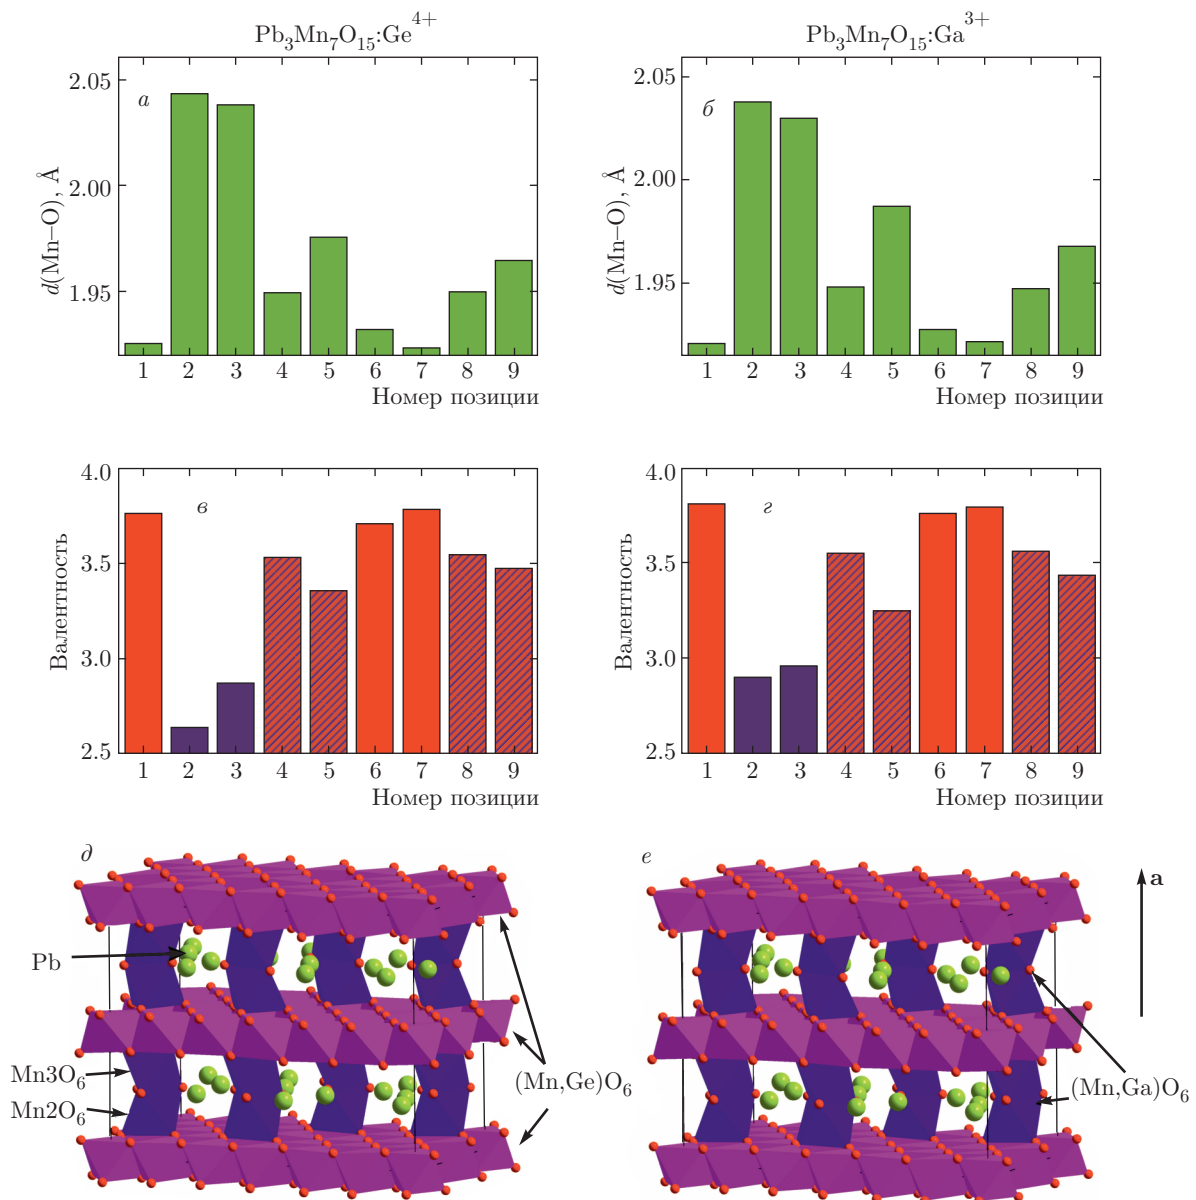 Pb₃Mn₇O₁₅:Ge⁴⁺
Pb₃Mn₇O₁₅:Ga³⁺
а
2.05
2.00
1.95
d(Mn–O), Å
1 2 3 4 5 6 7 8 9
Номер позиции
б
2.05
2.00
1.95
d(Mn–O), Å
1 2 3 4 5 6 7 8 9
Номер позиции
в
4.0
3.5
3.0
2.5
Валентность
1 2 3 4 5 6 7 8 9
Номер позиции
г
4.0
3.5
3.0
2.5
Валентность
1 2 3 4 5 6 7 8 9
Номер позиции
д
Pb
Mn3O₆
Mn2O₆
(Mn,Ge)O₆
е
a
(Mn,Ga)O₆